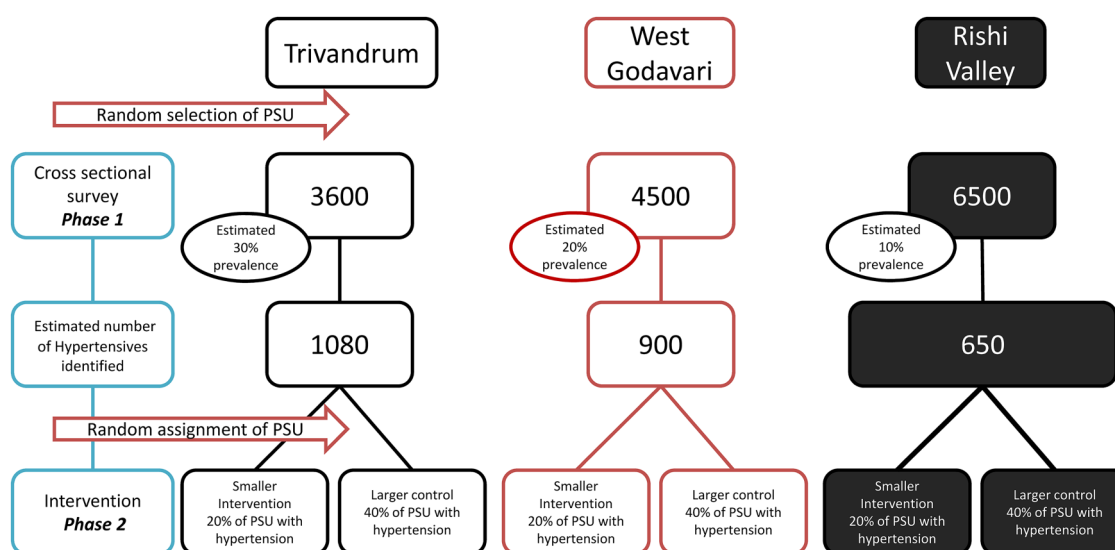 Trivandrum
West
Godavari
Rishi
Valley
Random selection of PSU
Cross sectional
survey
Phase 1
3600
4500
6500
Estimated
30%
prevalence
Estimated
20%
prevalence
Estimated
10%
prevalence
Estimated number
of Hypertensives
identified
1080
900
650
Random assignment of PSU
Intervention
Phase 2
Smaller
Intervention
20% of PSU with
hypertension
Larger control
40% of PSU with
hypertension
Smaller
Intervention
20% of PSU with
hypertension
Larger control
40% of PSU with
hypertension
Smaller
Intervention
20% of PSU with
hypertension
Larger control
40% of PSU with
hypertension